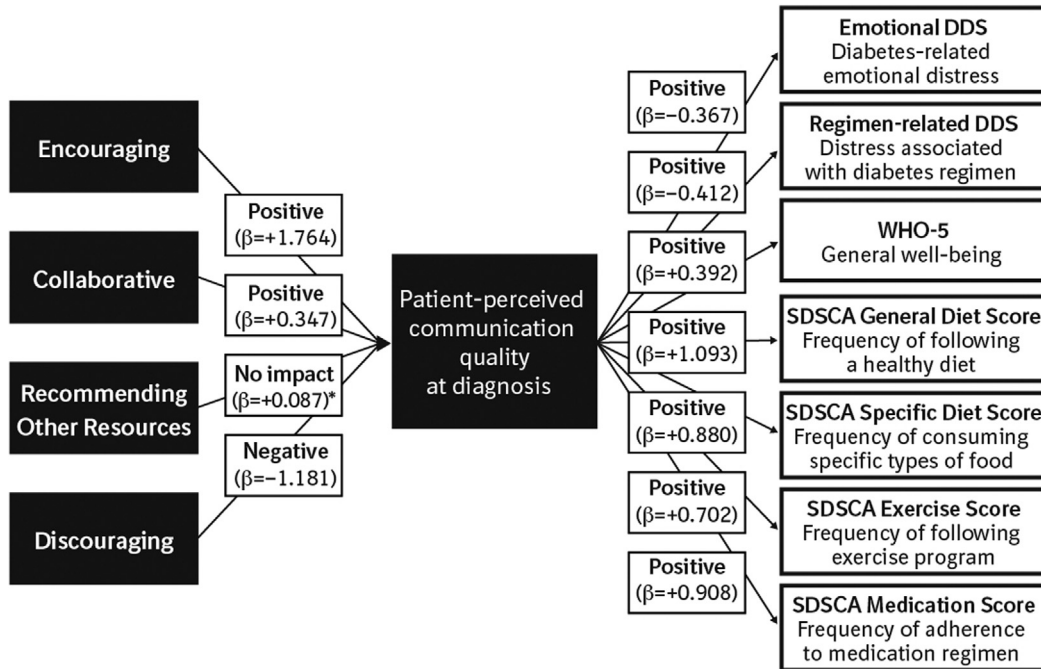 Encouraging
Collaborative
Recommending
Other Resources
Discouraging
Positive
(β=+1.764)
Positive
(β=+0.347)
No impact
(β=+0.087)*
Negative
(β=−1.181)
Patient-perceived
communication
quality
at diagnosis
Positive
(β=−0.367)
Positive
(β=−0.412)
Positive
(β=+0.392)
Positive
(β=+1.093)
Positive
(β=+0.880)
Positive
(β=+0.702)
Positive
(β=+0.908)
Emotional DDS
Diabetes-related
emotional distress
Regimen-related DDS
Distress associated
with diabetes regimen
WHO-5
General well-being
SDSCA General Diet Score
Frequency of following
a healthy diet
SDSCA Specific Diet Score
Frequency of consuming
specific types of food
SDSCA Exercise Score
Frequency of following
exercise program
SDSCA Medication Score
Frequency of adherence
to medication regimen